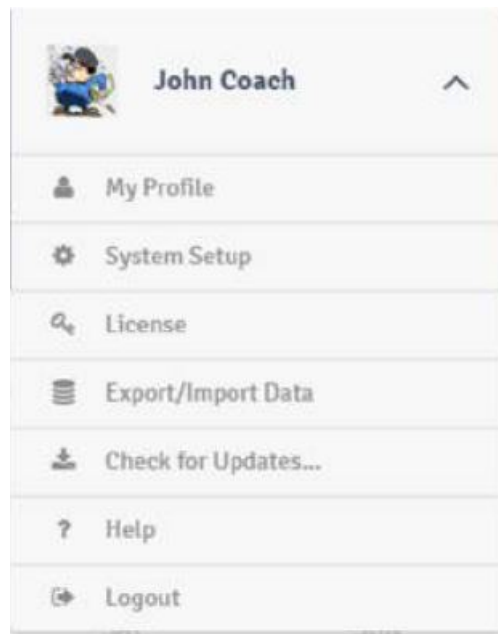 John Coach
My Profile
System Setup
License
Export/Import Data
Check for Updates...
? Help
Logout